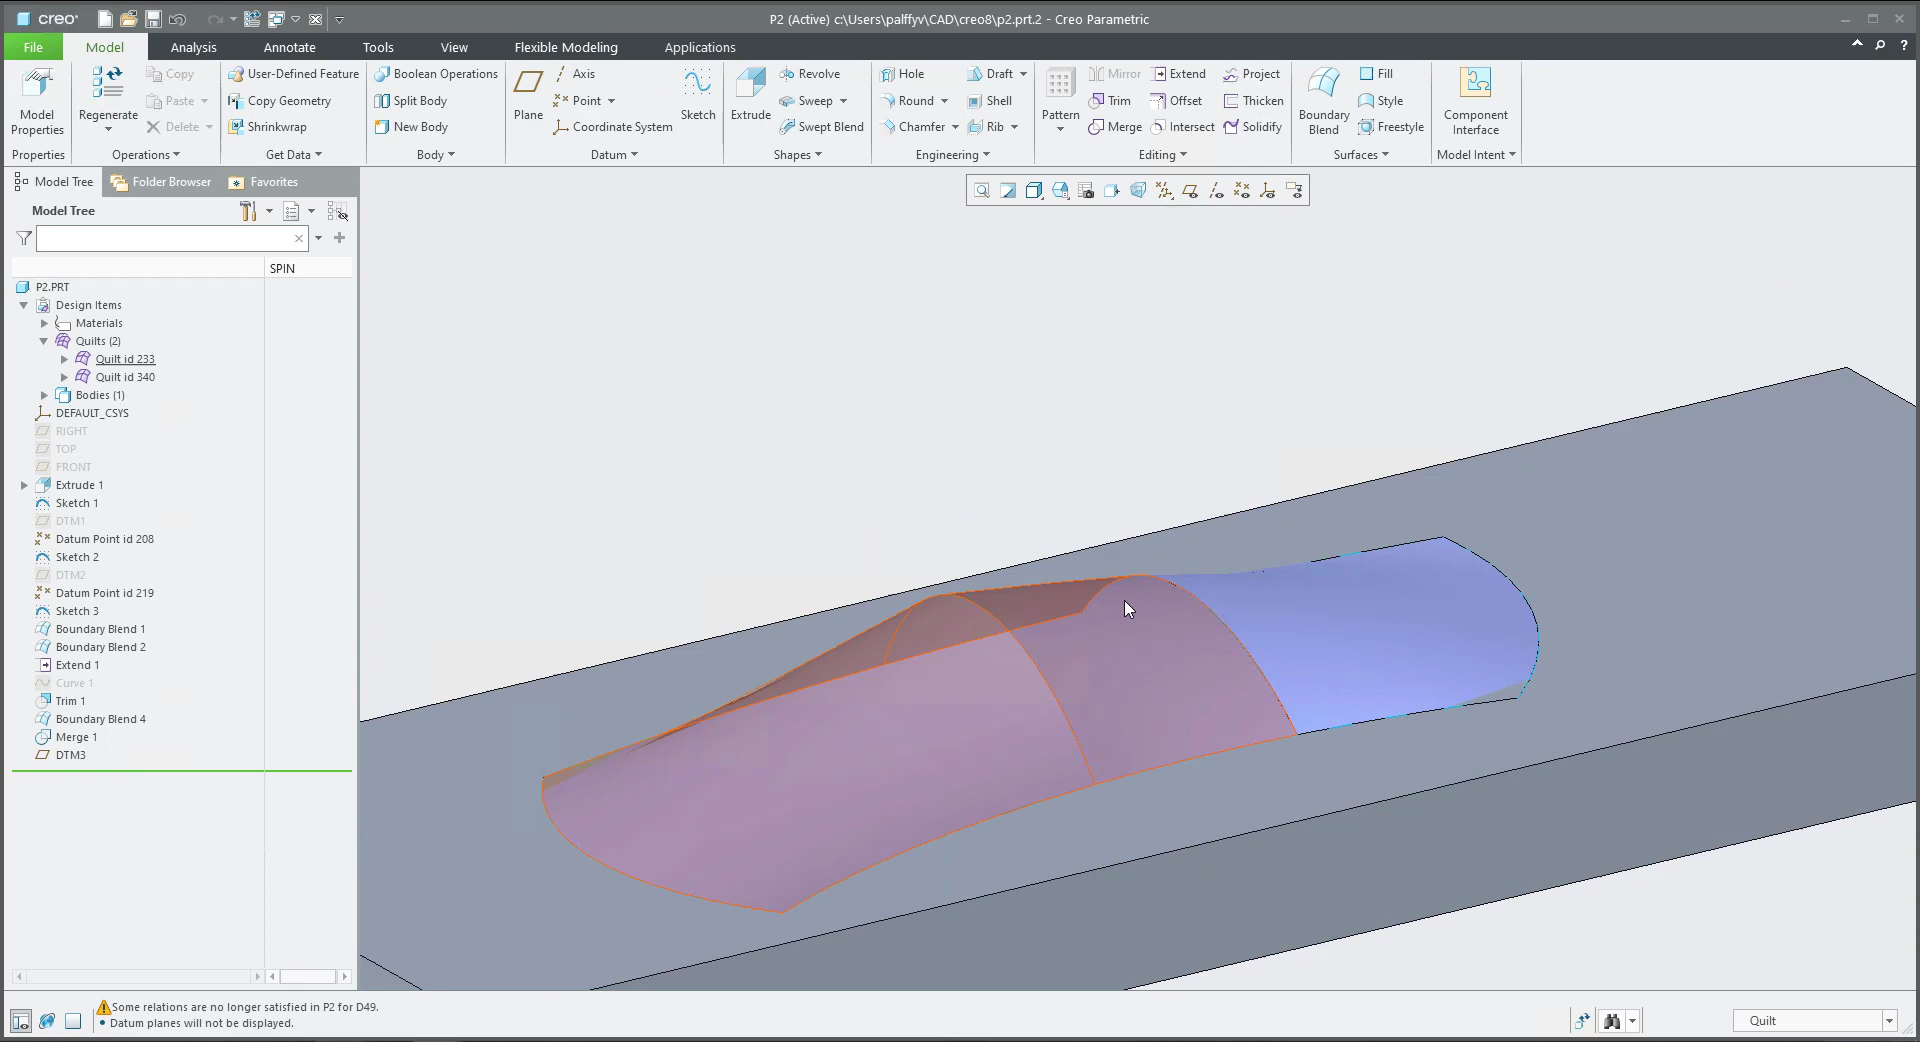 creo®
P2 (Active) c:\Users\palffyv\CAD\creo8\p2.prt.2 - Creo Parametric
File Model Analysis Annotate Tools View Flexible Modeling Applications
Model Properties
Regenerate
Copy
Paste
Delete
User-Defined Feature
Copy Geometry
Shrinkwrap
Boolean Operations
Split Body
New Body
Plane
Axis
Point
Coordinate System
Sketch
Extrude
Revolve
Sweep
Swept Blend
Hole
Round
Chamfer
Draft
Shell
Rib
Pattern
Mirror
Trim
Merge
Extend
Offset
Intersect
Project
Thicken
Solidify
Boundary Blend
Fill
Style
Freestyle
Component Interface
Properties Operations Get Data Body Datum Shapes Engineering Editing Surfaces Model Intent
Model Tree Folder Browser Favorites
Model Tree
SPIN
P2.PRT
Design Items
Materials
Quilts (2)
Quilt id 233
Quilt id 340
Bodies (1)
DEFAULT_CSYS
RIGHT
TOP
FRONT
Extrude 1
Sketch 1
DTM1
Datum Point id 208
Sketch 2
DTM2
Datum Point id 219
Sketch 3
Boundary Blend 1
Boundary Blend 2
Extend 1
Curve 1
Trim 1
Boundary Blend 4
Merge 1
DTM3
Some relations are no longer satisfied in P2 for D49.
• Datum planes will not be displayed.
Quilt